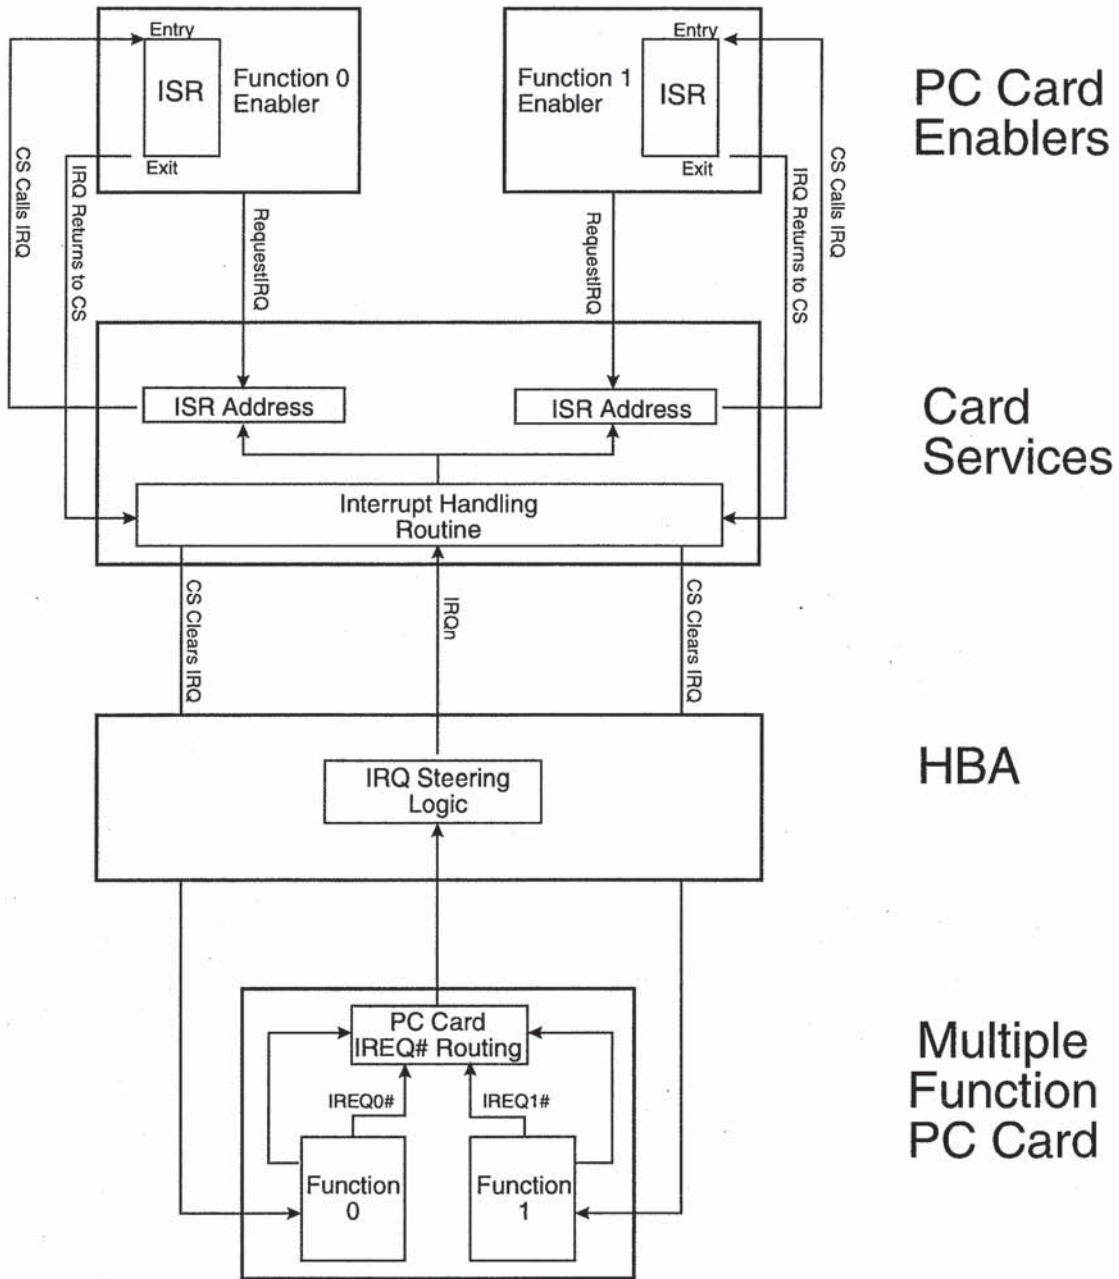 Entry
ISR
Function 0
Enabler
Exit
Entry
Function 1
Enabler
ISR
Exit
PC Card
Enablers
CS Calls IRQ
IRQ Returns to CS
RequestIRQ
RequestIRQ
IRQ Returns to CS
CS Calls IRQ
ISR Address
ISR Address
Card
Services
Interrupt Handling
Routine
CS Clears IRQ
IRQn
CS Clears IRQ
IRQ Steering
Logic
HBA
PC Card
IREQ# Routing
IREQ0#
IREQ1#
Function
0
Function
1
Multiple
Function
PC Card